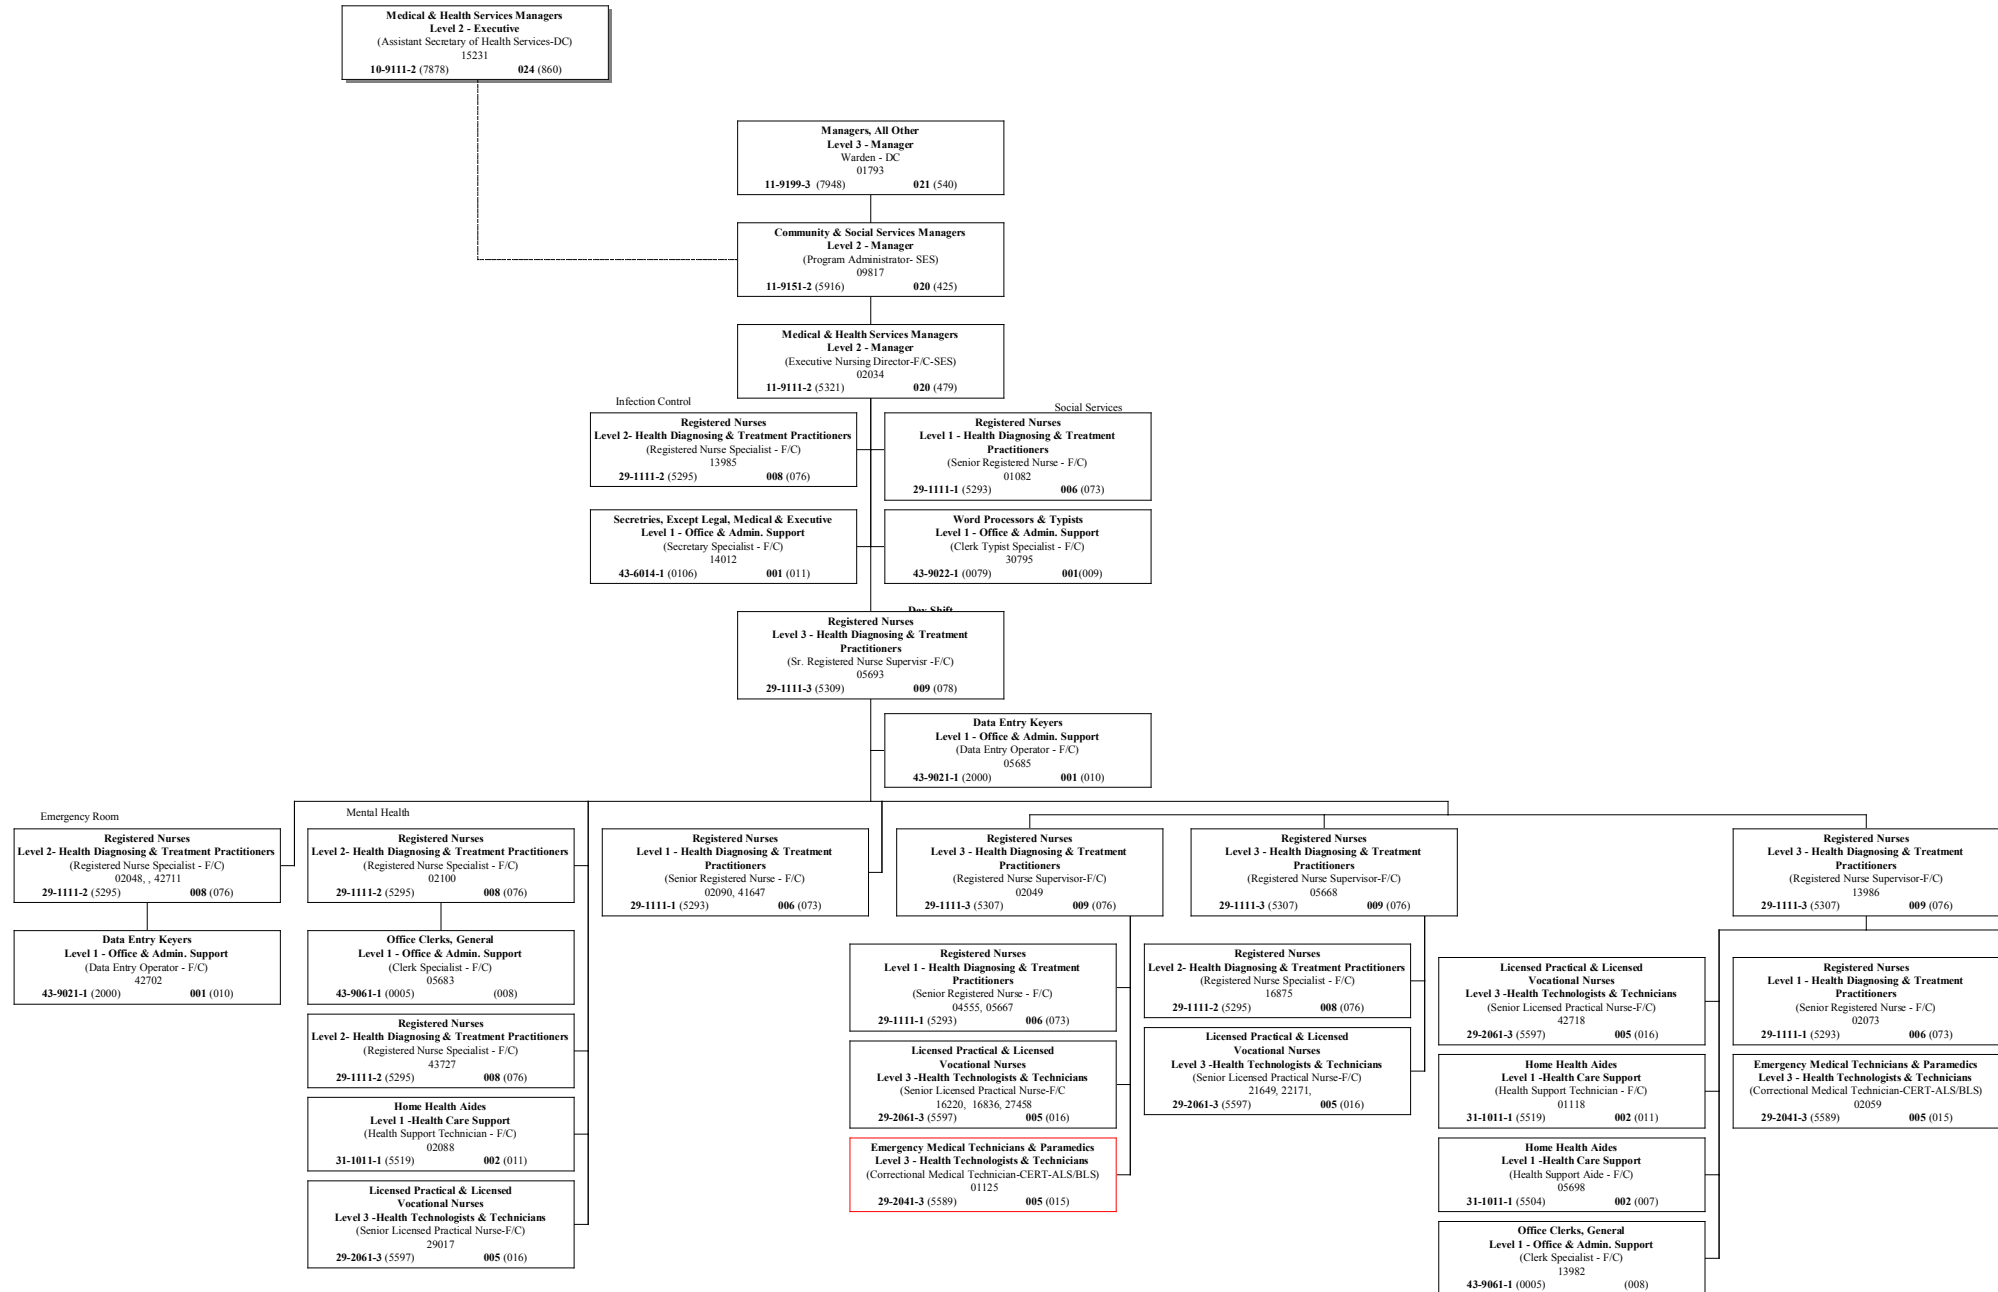 Medical & Health Services Managers
Level 2 - Executive
(Assistant Secretary of Health Services-DC)
15231
10-9111-2 (7878) 024 (860)
Managers, All Other
Level 3 - Manager
Warden - DC
01793
11-9199-3 (7948) 021 (540)
Community & Social Services Managers
Level 2 - Manager
(Program Administrator- SES)
09817
11-9151-2 (5916) 020 (425)
Medical & Health Services Managers
Level 2 - Manager
(Executive Nursing Director-F/C-SES)
02034
11-9111-2 (5321) 020 (479)
Infection Control
Registered Nurses
Level 2- Health Diagnosing & Treatment Practitioners
(Registered Nurse Specialist - F/C)
13985
29-1111-2 (5295) 008 (076)
Social Services
Registered Nurses
Level 1 - Health Diagnosing & Treatment
Practitioners
(Senior Registered Nurse - F/C)
01082
29-1111-1 (5293) 006 (073)
Secretries, Except Legal, Medical & Executive
Level 1 - Office & Admin. Support
(Secretary Specialist - F/C)
14012
43-6014-1 (0106) 001 (011)
Word Processors & Typists
Level 1 - Office & Admin. Support
(Clerk Typist Specialist - F/C)
30795
43-9022-1 (0079) 001(009)
Day Shift
Registered Nurses
Level 3 - Health Diagnosing & Treatment
Practitioners
(Sr. Registered Nurse Supervisr -F/C)
05693
29-1111-3 (5309) 009 (078)
Data Entry Keyers
Level 1 - Office & Admin. Support
(Data Entry Operator - F/C)
05685
43-9021-1 (2000) 001 (010)
Emergency Room
Registered Nurses
Level 2- Health Diagnosing & Treatment Practitioners
(Registered Nurse Specialist - F/C)
02048, , 42711
29-1111-2 (5295) 008 (076)
Data Entry Keyers
Level 1 - Office & Admin. Support
(Data Entry Operator - F/C)
42702
43-9021-1 (2000) 001 (010)
Mental Health
Registered Nurses
Level 2- Health Diagnosing & Treatment Practitioners
(Registered Nurse Specialist - F/C)
02100
29-1111-2 (5295) 008 (076)
Office Clerks, General
Level 1 - Office & Admin. Support
(Clerk Specialist - F/C)
05683
43-9061-1 (0005) (008)
Registered Nurses
Level 2- Health Diagnosing & Treatment Practitioners
(Registered Nurse Specialist - F/C)
43727
29-1111-2 (5295) 008 (076)
Home Health Aides
Level 1 -Health Care Support
(Health Support Technician - F/C)
02088
31-1011-1 (5519) 002 (011)
Licensed Practical & Licensed
Vocational Nurses
Level 3 -Health Technologists & Technicians
(Senior Licensed Practical Nurse-F/C)
29017
29-2061-3 (5597) 005 (016)
Registered Nurses
Level 1 - Health Diagnosing & Treatment
Practitioners
(Senior Registered Nurse - F/C)
02090, 41647
29-1111-1 (5293) 006 (073)
Registered Nurses
Level 3 - Health Diagnosing & Treatment
Practitioners
(Registered Nurse Supervisor-F/C)
02049
29-1111-3 (5307) 009 (076)
Registered Nurses
Level 1 - Health Diagnosing & Treatment
Practitioners
(Senior Registered Nurse - F/C)
04555, 05667
29-1111-1 (5293) 006 (073)
Licensed Practical & Licensed
Vocational Nurses
Level 3 -Health Technologists & Technicians
(Senior Licensed Practical Nurse-F/C
16220, 16836, 27458
29-2061-3 (5597) 005 (016)
Emergency Medical Technicians & Paramedics
Level 3 - Health Technologists & Technicians
(Correctional Medical Technician-CERT-ALS/BLS)
01125
29-2041-3 (5589) 005 (015)
Registered Nurses
Level 3 - Health Diagnosing & Treatment
Practitioners
(Registered Nurse Supervisor-F/C)
05668
29-1111-3 (5307) 009 (076)
Registered Nurses
Level 2- Health Diagnosing & Treatment Practitioners
(Registered Nurse Specialist - F/C)
16875
29-1111-2 (5295) 008 (076)
Licensed Practical & Licensed
Vocational Nurses
Level 3 -Health Technologists & Technicians
(Senior Licensed Practical Nurse-F/C)
21649, 22171,
29-2061-3 (5597) 005 (016)
Registered Nurses
Level 3 - Health Diagnosing & Treatment
Practitioners
(Registered Nurse Supervisor-F/C)
13986
29-1111-3 (5307) 009 (076)
Licensed Practical & Licensed
Vocational Nurses
Level 3 -Health Technologists & Technicians
(Senior Licensed Practical Nurse-F/C)
42718
29-2061-3 (5597) 005 (016)
Home Health Aides
Level 1 -Health Care Support
(Health Support Technician - F/C)
01118
31-1011-1 (5519) 002 (011)
Home Health Aides
Level 1 -Health Care Support
(Health Support Aide - F/C)
05698
31-1011-1 (5504) 002 (007)
Office Clerks, General
Level 1 - Office & Admin. Support
(Clerk Specialist - F/C)
13982
43-9061-1 (0005) (008)
Registered Nurses
Level 1 - Health Diagnosing & Treatment
Practitioners
(Senior Registered Nurse - F/C)
02073
29-1111-1 (5293) 006 (073)
Emergency Medical Technicians & Paramedics
Level 3 - Health Technologists & Technicians
(Correctional Medical Technician-CERT-ALS/BLS)
02059
29-2041-3 (5589) 005 (015)